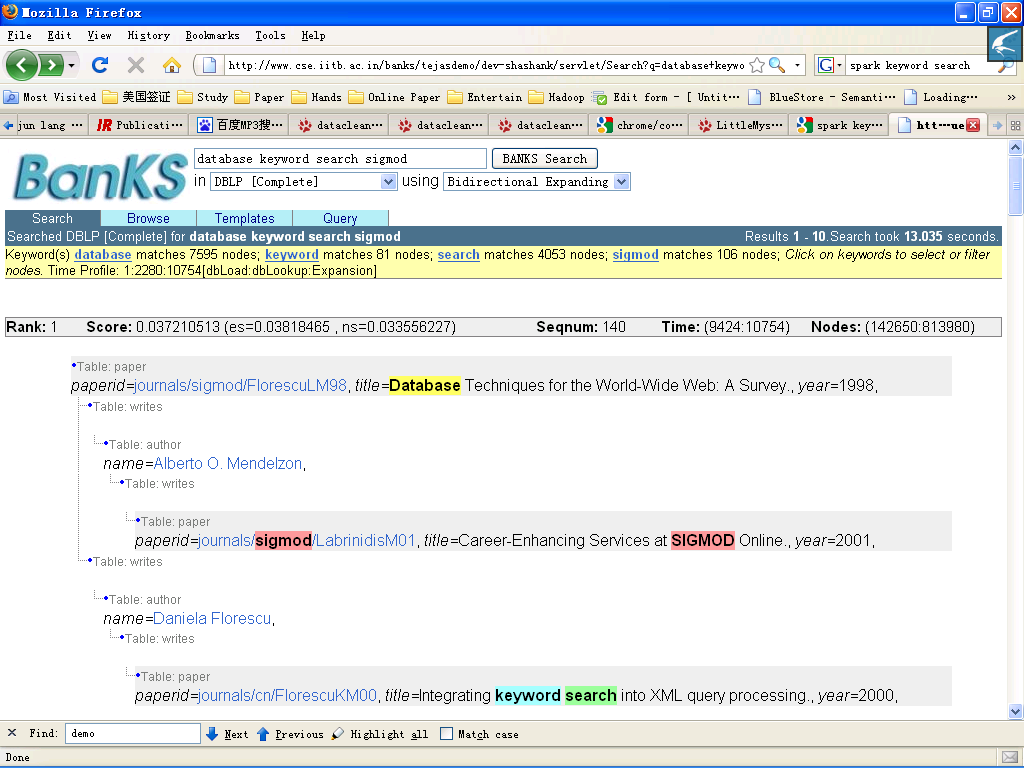 Mozilla Firefox
File Edit View History Bookmarks Tools Help
http://www.cse.iitb.ac.in/banks/tejasdemo/dev-shashank/servlet/Search?q=database+keywo G spark keyword search
Most Visited 美国签证 Study Paper Hands Online Paper Entertain Hadoop Edit form - [ Untit··· BlueStore - Semanti··· Loading··· »
jun lang ··· IR Publicati··· 百度MP3搜··· dataclean··· dataclean··· dataclean··· chrome/co··· LittleMys··· spark key··· htt···ue
BanKS
database keyword search sigmod BANKS Search
in DBLP [Complete] using Bidirectional Expanding
Search Browse Templates Query
Searched DBLP [Complete] for database keyword search sigmod Results 1 - 10.Search took 13.035 seconds.
Keyword(s) database matches 7595 nodes; keyword matches 81 nodes; search matches 4053 nodes; sigmod matches 106 nodes; Click on keywords to select or filter
nodes. Time Profile: 1:2280:10754[dbLoad:dbLookup:Expansion]
Rank: 1 Score: 0.037210513 (es=0.03818465 , ns=0.033556227) Seqnum: 140 Time: (9424:10754) Nodes: (142650:813980)
Table: paper
paperid=journals/sigmod/FlorescuLM98, title=Database Techniques for the World-Wide Web: A Survey., year=1998,
Table: writes
Table: author
name=Alberto O. Mendelzon,
Table: writes
Table: paper
paperid=journals/sigmod/LabrinidisM01, title=Career-Enhancing Services at SIGMOD Online., year=2001,
Table: writes
Table: author
name=Daniela Florescu,
Table: writes
Table: paper
paperid=journals/cn/FlorescuKM00, title=Integrating keyword search into XML query processing., year=2000,
Find: demo Next Previous Highlight all Match case
Done